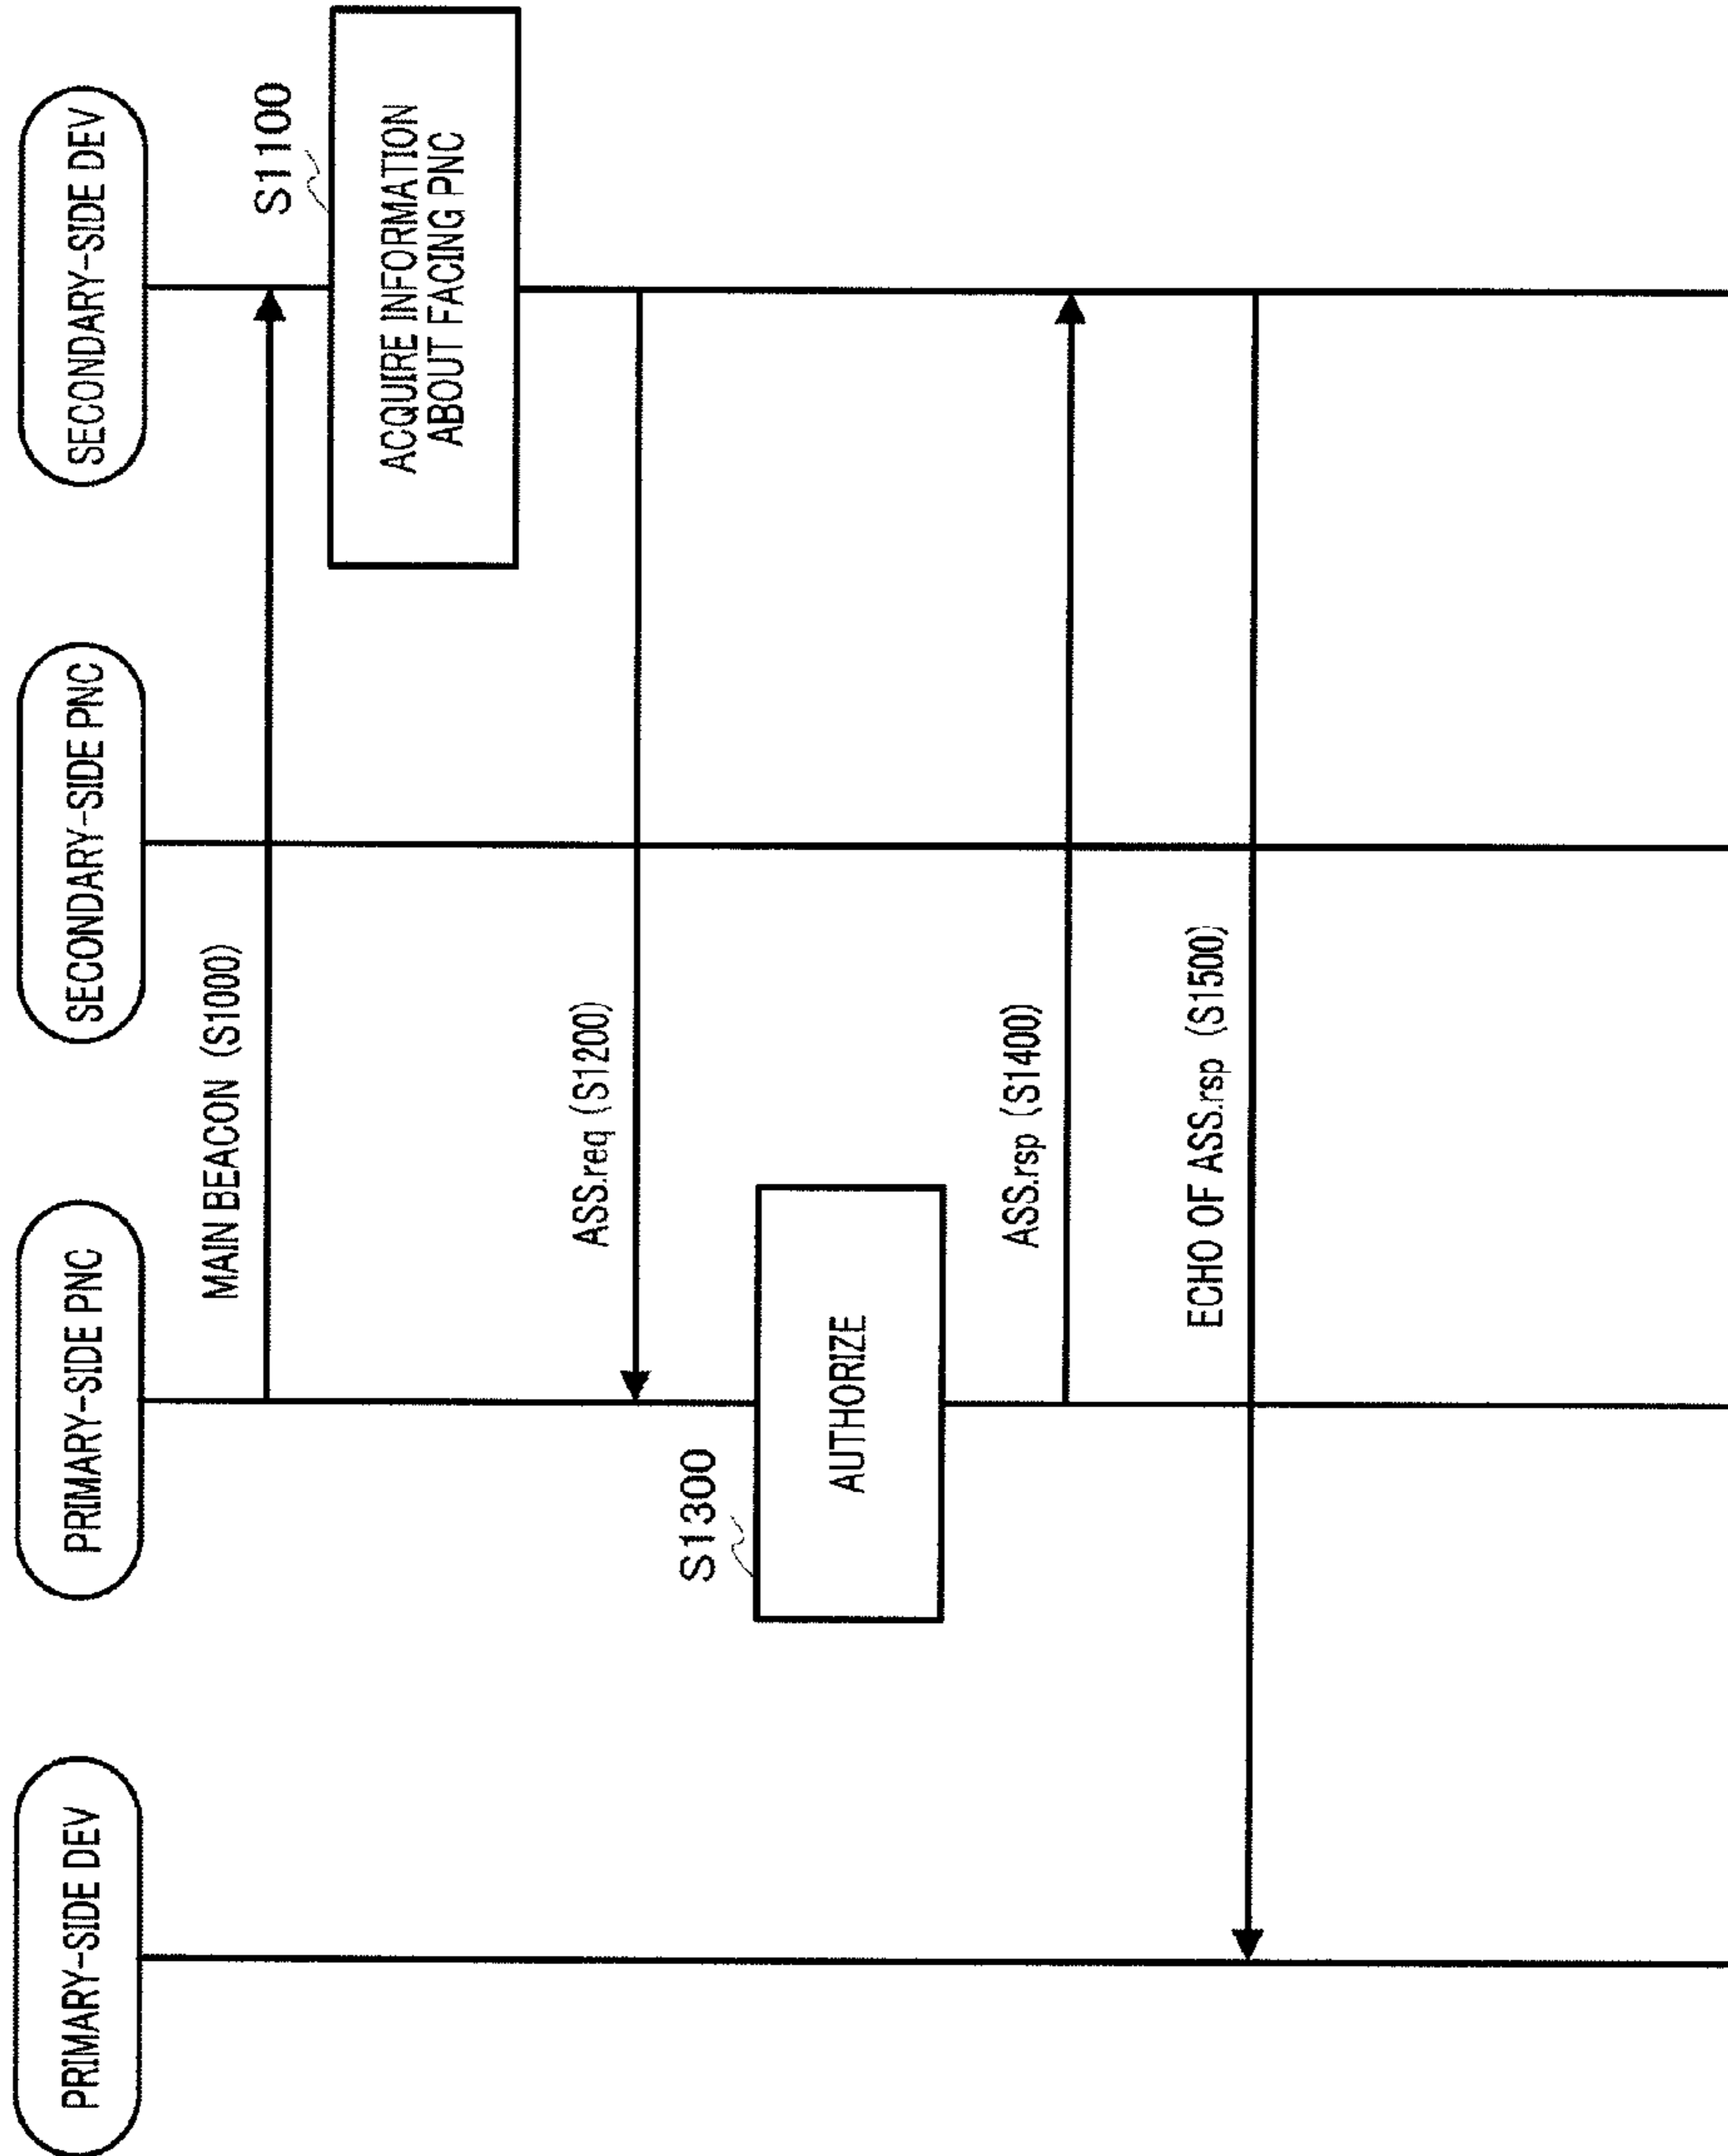 PRIMARY-SIDE DEV
PRIMARY-SIDE PNC
SECONDARY-SIDE PNC
SECONDARY-SIDE DEV
MAIN BEACON (S1000)
S1100
ACQUIRE INFORMATION
ABOUT FACING PNC
ASS.req (S1200)
S1300
AUTHORIZE
ASS.rsp (S1400)
ECHO OF ASS.rsp (S1500)